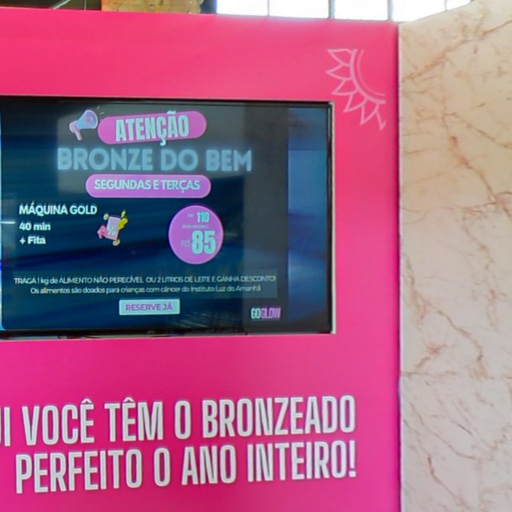 ATENÇÃO
BRONZE DO BEM
SEGUNDAS E TERÇAS
MÁQUINA GOLD
40 min
+ Fita
110
R$ 85
TRAGA 1 kg de ALIMENTO NÃO PERECÍVEL OU 2 LITROS DE LEITE E GANHA DESCONTO!
Os alimentos são doados para crianças com câncer do Instituto Luz do Amanhã
RESERVE JÁ
GOGLOW
UI VOCÊ TÊM O BRONZEADO
PERFEITO O ANO INTEIRO!